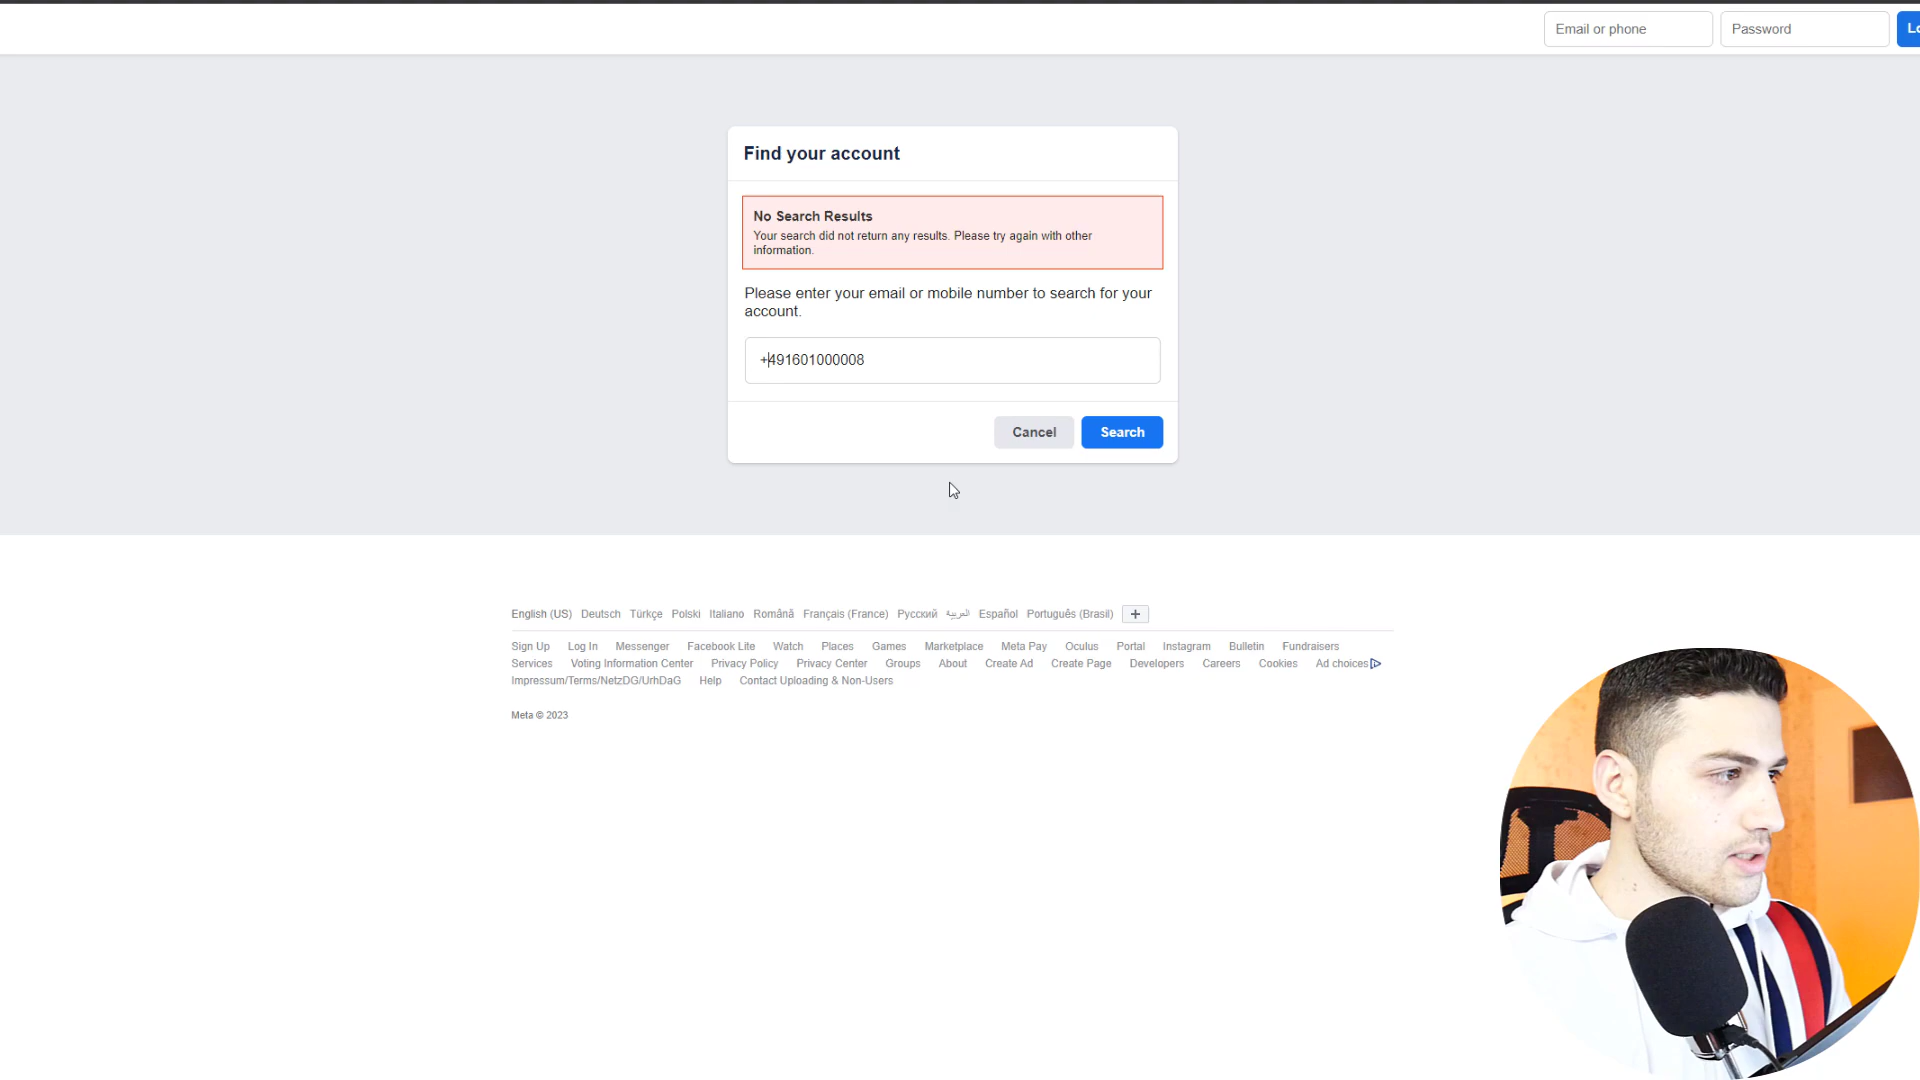 Email or phone Password Lo
Find your account
No Search Results
Your search did not return any results. Please try again with other
information.
Please enter your email or mobile number to search for your
account.
+491601000008
Cancel Search
English (US) Deutsch Türkçe Polski Italiano Română Français (France) Русский العربية Español Português (Brasil) +
Sign Up Log In Messenger Facebook Lite Watch Places Games Marketplace Meta Pay Oculus Portal Instagram Bulletin Fundraisers
Services Voting Information Center Privacy Policy Privacy Center Groups About Create Ad Create Page Developers Careers Cookies Ad choices
Impressum/Terms/NetzDG/UrhDaG Help Contact Uploading & Non-Users
Meta © 2023